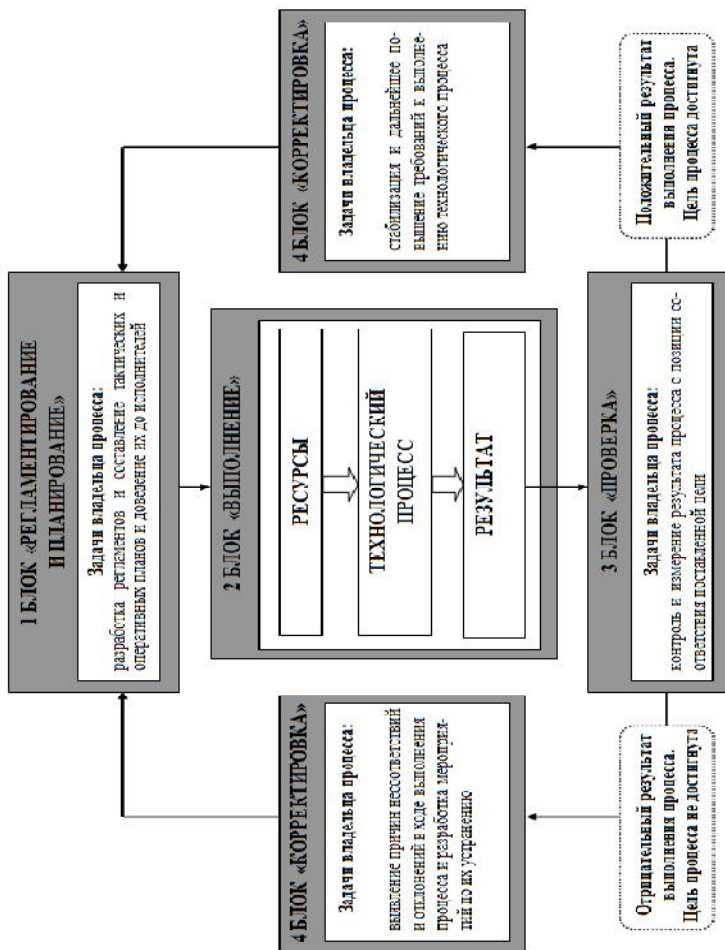 1 БЛОК «РЕГЛАМЕНТИРОВАНИЕ
И ПЛАНИРОВАНИЕ»
Задачи владельца процесса:
разработка регламентов и составление тактических и
оперативных планов и доведение их до исполнителей
4 БЛОК «КОРРЕКТИРОВКА»
Задачи владельца процесса:
выявление причин несоответствий
и отклонений в ходе выполнения
процесса и разработка мероприя-
тий по их устранению
2 БЛОК «ВЫПОЛНЕНИЕ»
РЕСУРСЫ
ТЕХНОЛОГИЧЕСКИЙ
ПРОЦЕСС
РЕЗУЛЬТАТ
4 БЛОК «КОРРЕКТИРОВКА»
Задачи владельца процесса:
стабилизация и дальнейшее по-
вышение требований к выполне-
нию технологического процесса
Отрицательный результат
выполнения процесса.
Цель процесса не достигнута
3 БЛОК «ПРОВЕРКА»
Задачи владельца процесса:
контроль и измерение результата процесса с позиции со-
ответствия поставленной цели
Положительный результат
выполнения процесса.
Цель процесса достигнута